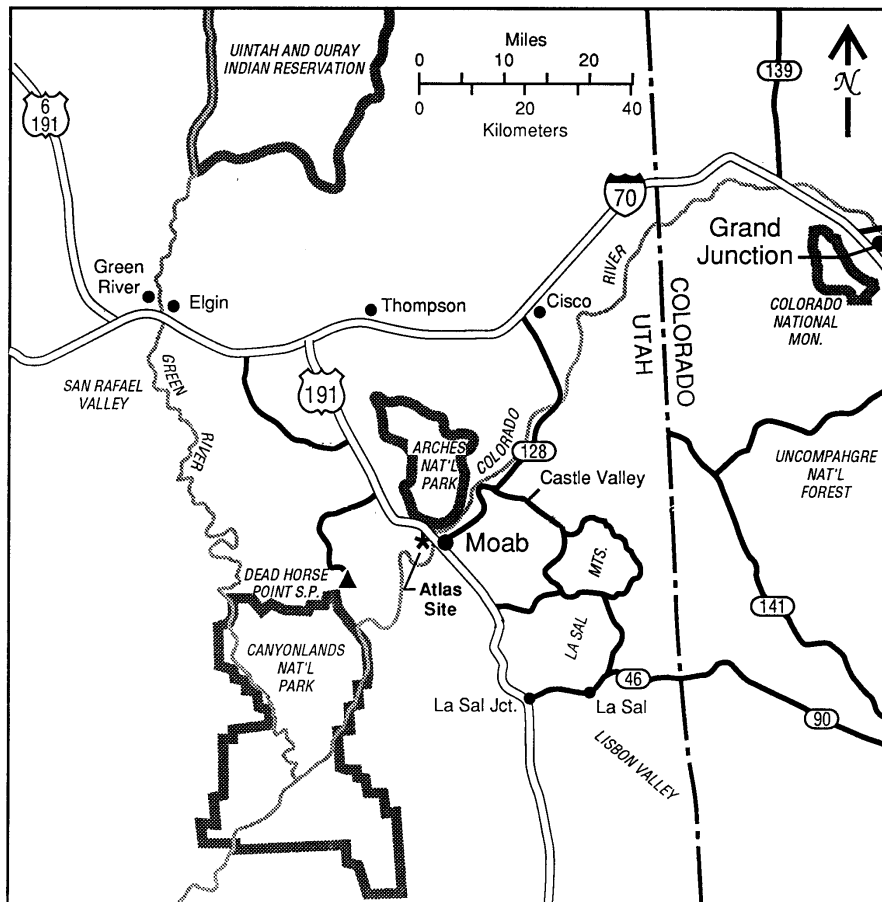 UINTAH AND OURAY
INDIAN RESERVATION
Miles
0 10 20
0 20 40
Kilometers
N
139
6
191
70
Grand
Junction
Green
River
Elgin
Thompson
Cisco
RIVER
COLORADO
UTAH
COLORADO
NATIONAL
MON.
SAN RAFAEL
VALLEY
GREEN
RIVER
191
ARCHES
NAT'L
PARK
COLORADO
128
Castle Valley
UNCOMPAHGRE
NAT'L
FOREST
Moab
MTS.
DEAD HORSE
POINT S.P.
Atlas
Site
141
CANYONLANDS
NAT'L
PARK
LA SAL
46
La Sal Jct.
La Sal
90
LISBON VALLEY